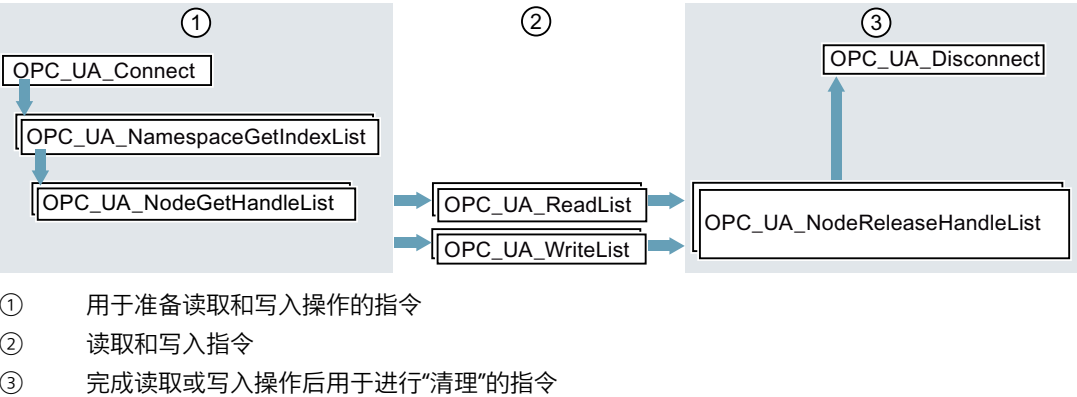 ① ② ③
OPC_UA_Connect
OPC_UA_Disconnect
OPC_UA_NamespaceGetIndexList
OPC_UA_NodeGetHandleList
OPC_UA_ReadList
OPC_UA_WriteList
OPC_UA_NodeReleaseHandleList
① 用于准备读取和写入操作的指令
② 读取和写入指令
③ 完成读取或写入操作后用于进行“清理”的指令